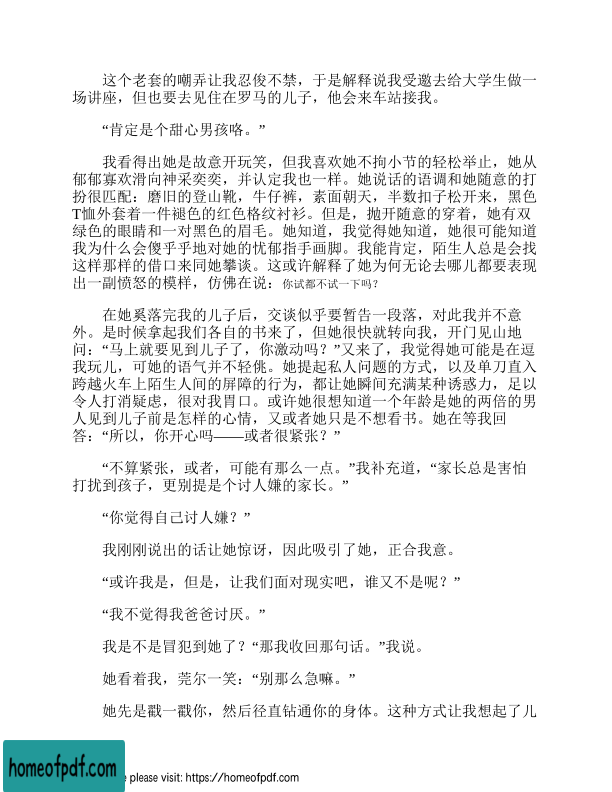 这个老套的嘲弄让我忍俊不禁，于是解释说我受邀去给大学生做一
场讲座，但也要去见住在罗马的儿子，他会来车站接我。
“肯定是个甜心男孩咯。”
我看得出她是故意开玩笑，但我喜欢她不拘小节的轻松举止，她从
郁郁寡欢滑向神采奕奕，并认定我也一样。她说话的语调和她随意的打
扮很匹配：磨旧的登山靴，牛仔裤，素面朝天，半数扣子松开来，黑色
T恤外套着一件褪色的红色格纹衬衫。但是，抛开随意的穿着，她有双
绿色的眼睛和一对黑色的眉毛。她知道，我觉得她知道，她很可能知道
我为什么会傻乎乎地对她的忧郁指手画脚。我能肯定，陌生人总是会找
这样那样的借口来同她攀谈。这或许解释了她为何无论去哪儿都要表现
出一副愤怒的模样，仿佛在说：你试都不试一下吗？
在她奚落完我的儿子后，交谈似乎要暂告一段落，对此我并不意
外。是时候拿起我们各自的书来了，但她很快就转向我，开门见山地
问：“马上就要见到儿子了，你激动吗？”又来了，我觉得她可能是在逗
我玩儿，可她的语气并不轻佻。她提起私人问题的方式，以及单刀直入
跨越火车上陌生人间的屏障的行为，都让她瞬间充满某种诱惑力，足以
令人打消疑虑，很对我胃口。或许她很想知道一个年龄是她的两倍的男
人见到儿子前是怎样的心情，又或者她只是不想看书。她在等我回
答：“所以，你开心吗——或者很紧张？”
“不算紧张，或者，可能有那么一点。”我补充道，“家长总是害怕
打扰到孩子，更别提是个讨人嫌的家长。”
“你觉得自己讨人嫌？”
我刚刚说出的话让她惊讶，因此吸引了她，正合我意。
“或许我是，但是，让我们面对现实吧，谁又不是呢？”
“我不觉得我爸爸讨厌。”
我是不是冒犯到她了？“那我收回那句话。”我说。
她看着我，莞尔一笑：“别那么急嘛。”
她先是戳一戳你，然后径直钻通你的身体。这种方式让我想起了儿
homeofpdf.com
please visit: https://homeofpdf.com